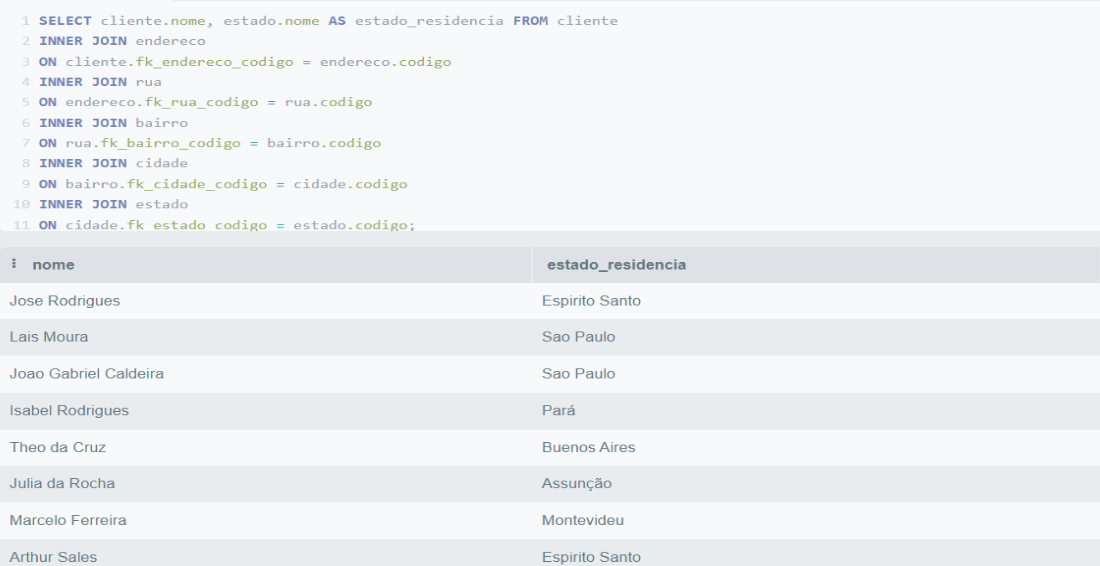 1 SELECT cliente.nome, estado.nome AS estado_residencia FROM cliente
2 INNER JOIN endereco
3 ON cliente.fk_endereco_codigo = endereco.codigo
4 INNER JOIN rua
5 ON endereco.fk_rua_codigo = rua.codigo
6 INNER JOIN bairro
7 ON rua.fk_bairro_codigo = bairro.codigo
8 INNER JOIN cidade
9 ON bairro.fk_cidade_codigo = cidade.codigo
10 INNER JOIN estado
11 ON cidade.fk_estado_codigo = estado.codigo;
nome estado_residencia
Jose Rodrigues Espirito Santo
Lais Moura Sao Paulo
Joao Gabriel Caldeira Sao Paulo
Isabel Rodrigues Pará
Theo da Cruz Buenos Aires
Julia da Rocha Assunção
Marcelo Ferreira Montevideu
Arthur Sales Espirito Santo